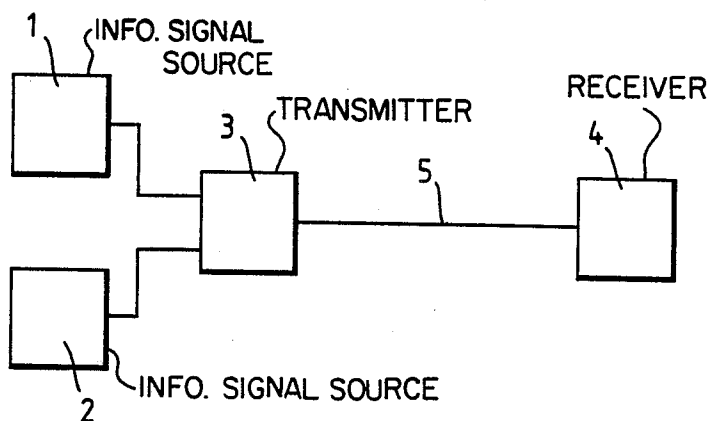 1
INFO. SIGNAL
SOURCE
3
TRANSMITTER
RECEIVER
4
5
2
INFO. SIGNAL SOURCE